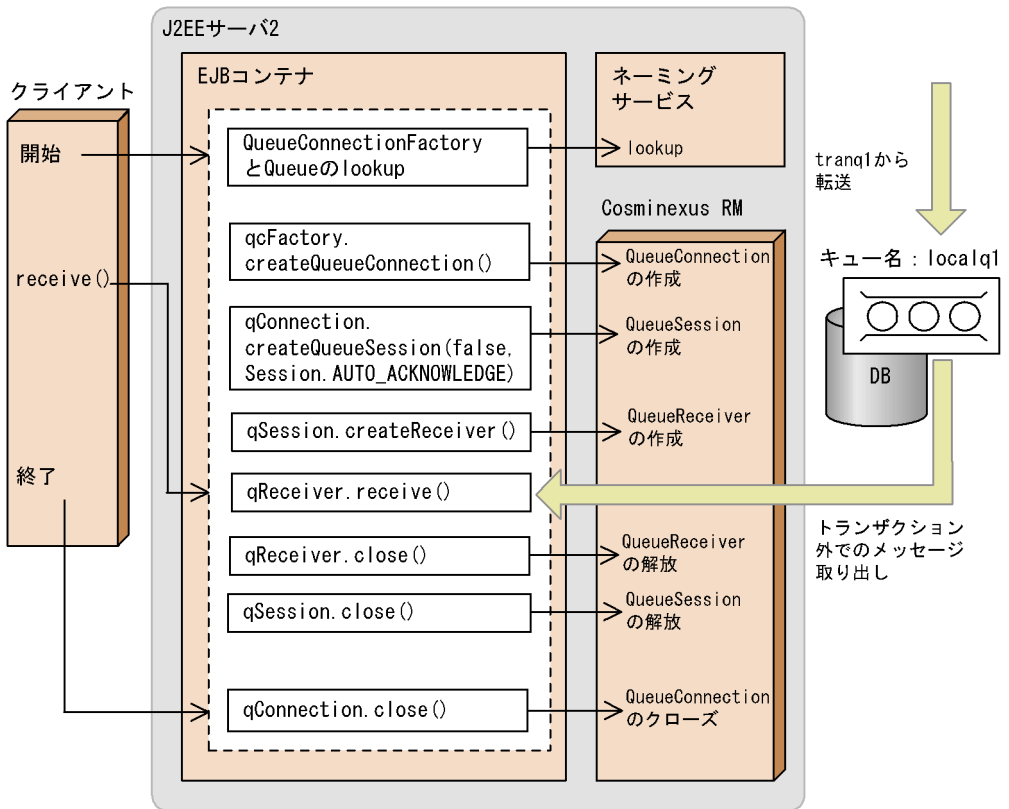 J2EEサーバ2
クライアント
開始
receive()
終了
EJBコンテナ
QueueConnectionFactory
とQueueのlookup
qcFactory.
createQueueConnection()
qConnection.
createQueueSession(false,
Session.AUTO_ACKNOWLEDGE)
qSession.createReceiver()
qReceiver.receive()
qReceiver.close()
qSession.close()
qConnection.close()
ネーミング
サービス
lookup
Cosminexus RM
QueueConnection
の作成
QueueSession
の作成
QueueReceiver
の作成
QueueReceiver
の解放
QueueSession
の解放
QueueConnection
のクローズ
tranq1から
転送
キュー名：localq1
DB
トランザクション
外でのメッセージ
取り出し